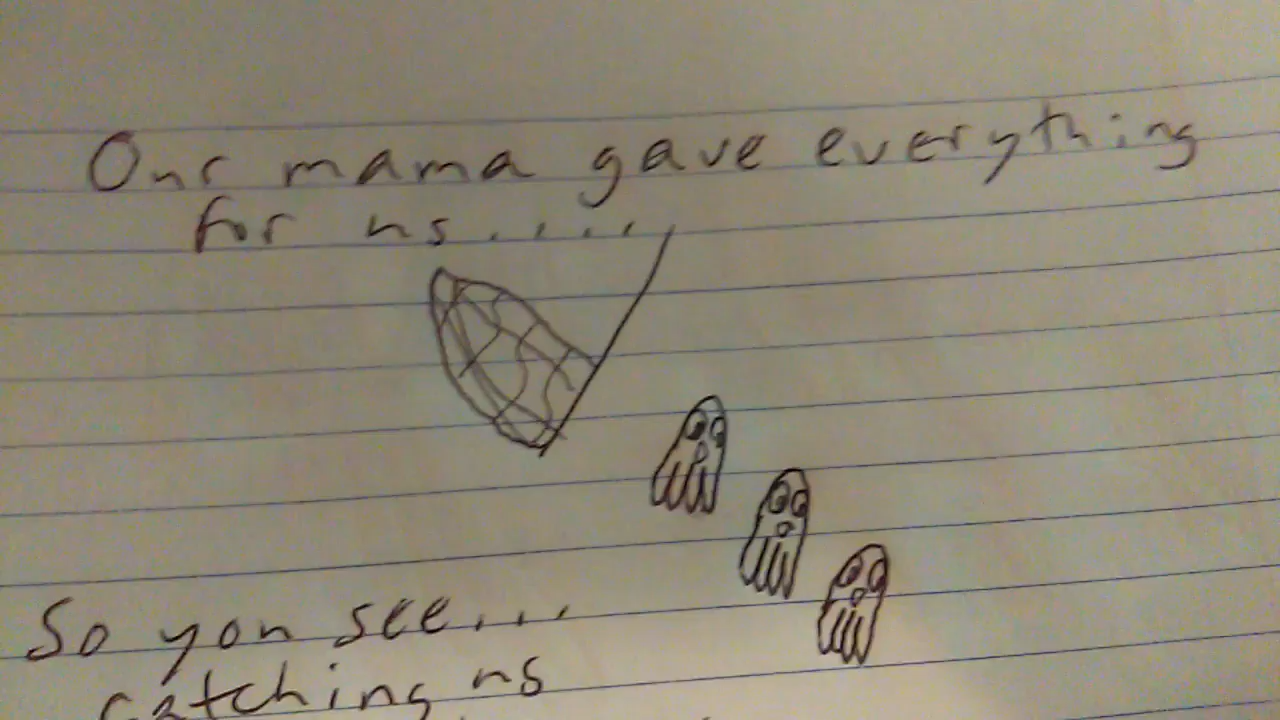 Our mama gave everything
for us.....
So you see...
catching us